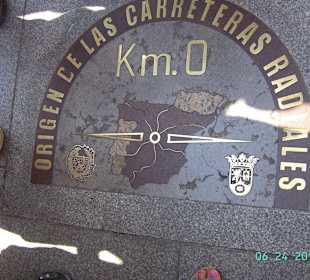 ORIGEN DE LAS CARRETERAS RADIALES
Km.0
06 24 20